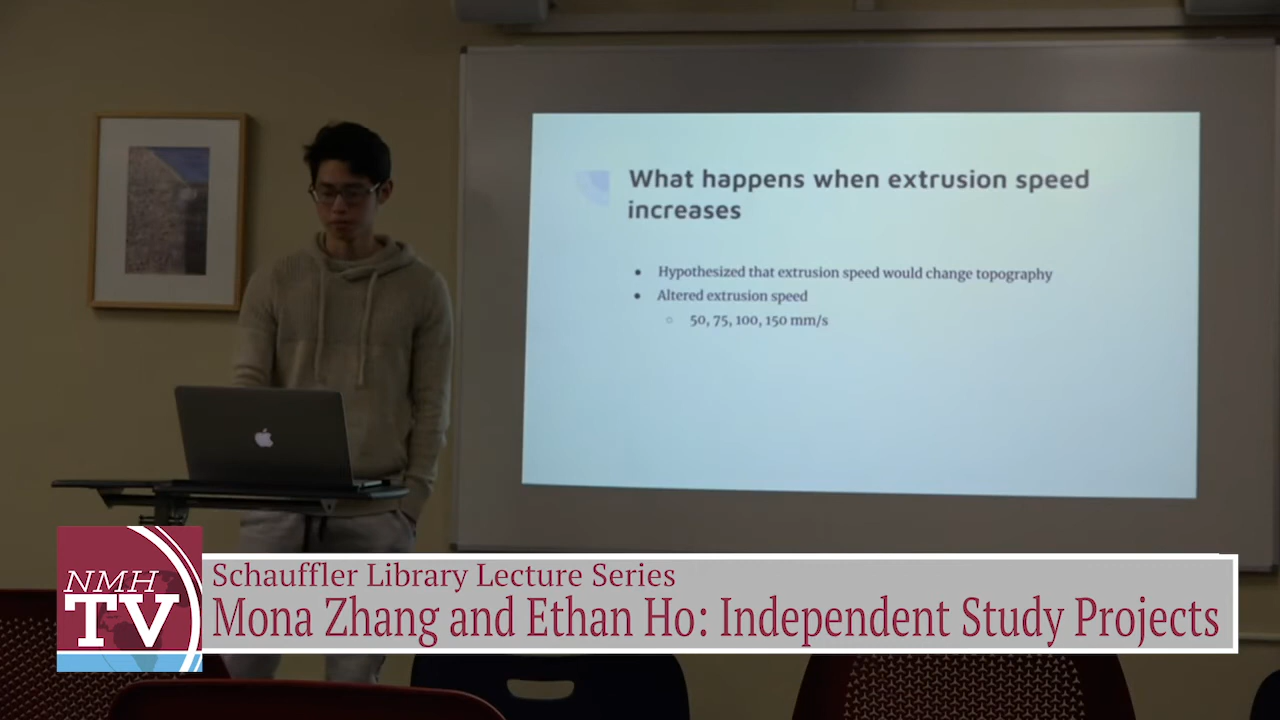 What happens when extrusion speed
increases
• Hypothesized that extrusion speed would change topography
• Altered extrusion speed
○ 50, 75, 100, 150 mm/s
NMH
TV
Schauffler Library Lecture Series
Mona Zhang and Ethan Ho: Independent Study Projects